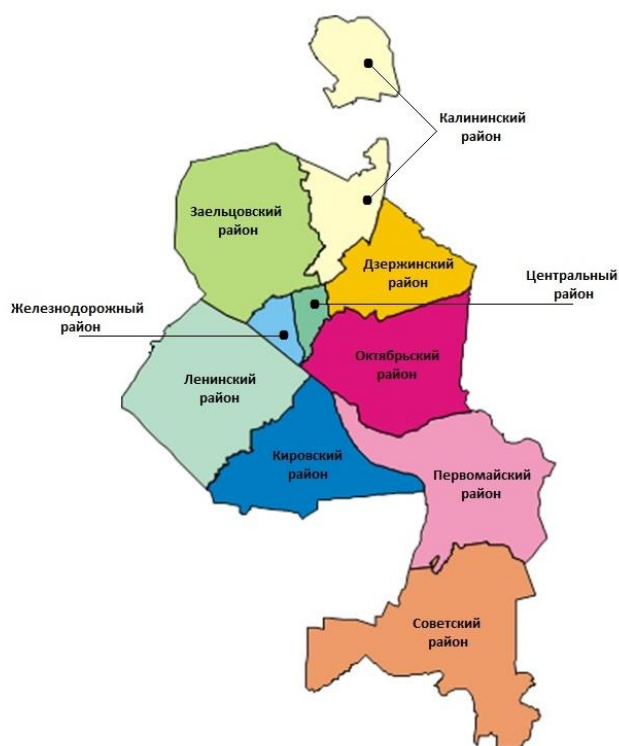 Калининский
район
Заельцовский
район
Дзержинский
район
Центральный
район
Железнодорожный
район
Октябрьский
район
Ленинский
район
Кировский
район
Первомайский
район
Советский
район